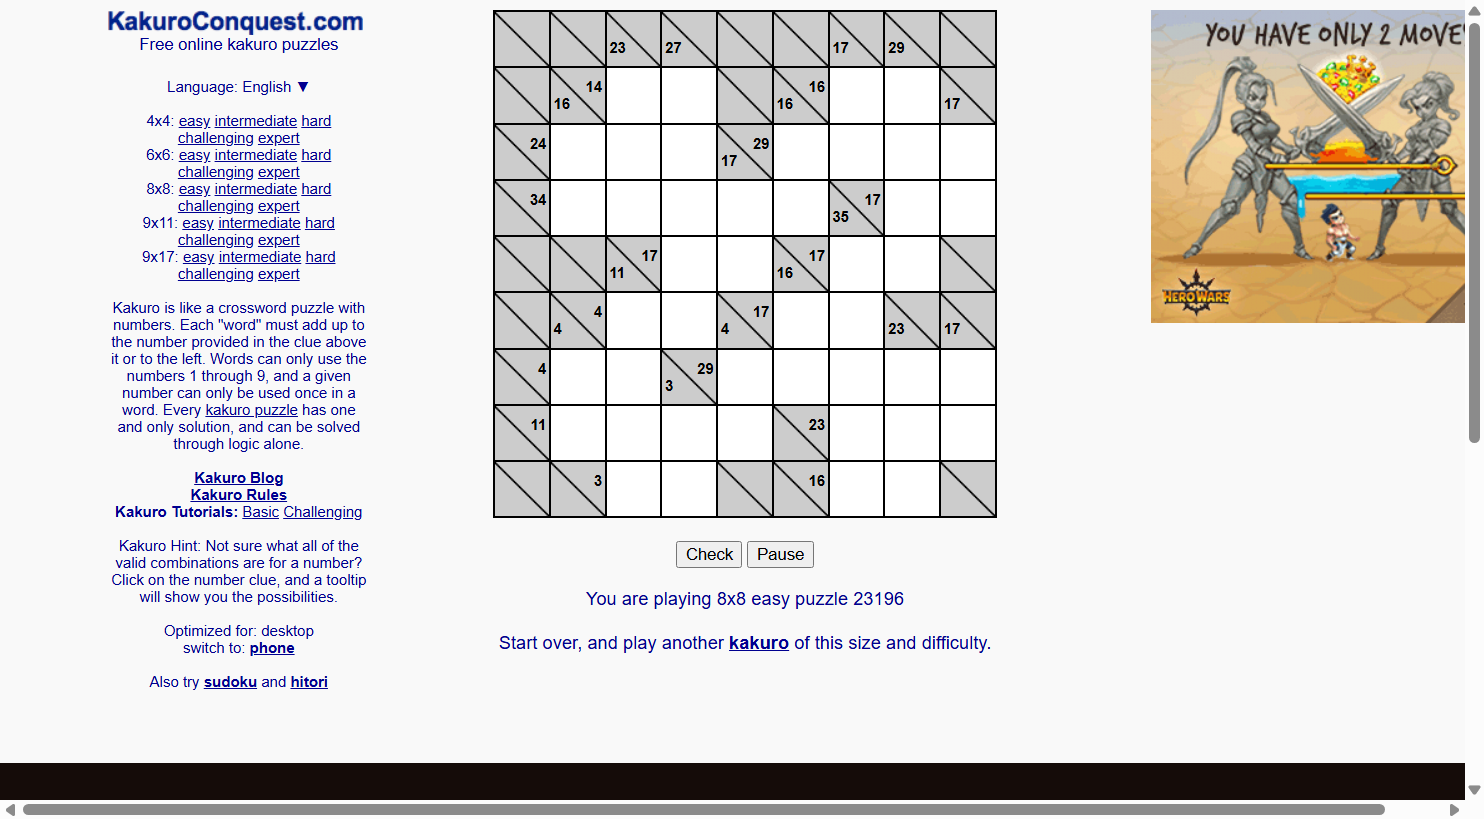 KakuroConquest.com
Free online kakuro puzzles
Language: English ▼
4x4: easy intermediate hard
challenging expert
6x6: easy intermediate hard
challenging expert
8x8: easy intermediate hard
challenging expert
9x11: easy intermediate hard
challenging expert
9x17: easy intermediate hard
challenging expert
Kakuro is like a crossword puzzle with
numbers. Each "word" must add up to
the number provided in the clue above
it or to the left. Words can only use the
numbers 1 through 9, and a given
number can only be used once in a
word. Every kakuro puzzle has one
and only solution, and can be solved
through logic alone.
Kakuro Blog
Kakuro Rules
Kakuro Tutorials: Basic Challenging
Kakuro Hint: Not sure what all of the
valid combinations are for a number?
Click on the number clue, and a tooltip
will show you the possibilities.
Optimized for: desktop
switch to: phone
Also try sudoku and hitori
23 27 17 29
14 16
16 16 17
24 29
17
34 17
35
17 17
11 16
4 17
4 4 23 17
4 29
3
11 23
3 16
Check Pause
You are playing 8x8 easy puzzle 23196
Start over, and play another kakuro of this size and difficulty.
YOU HAVE ONLY 2 MOVE
HERO WARS